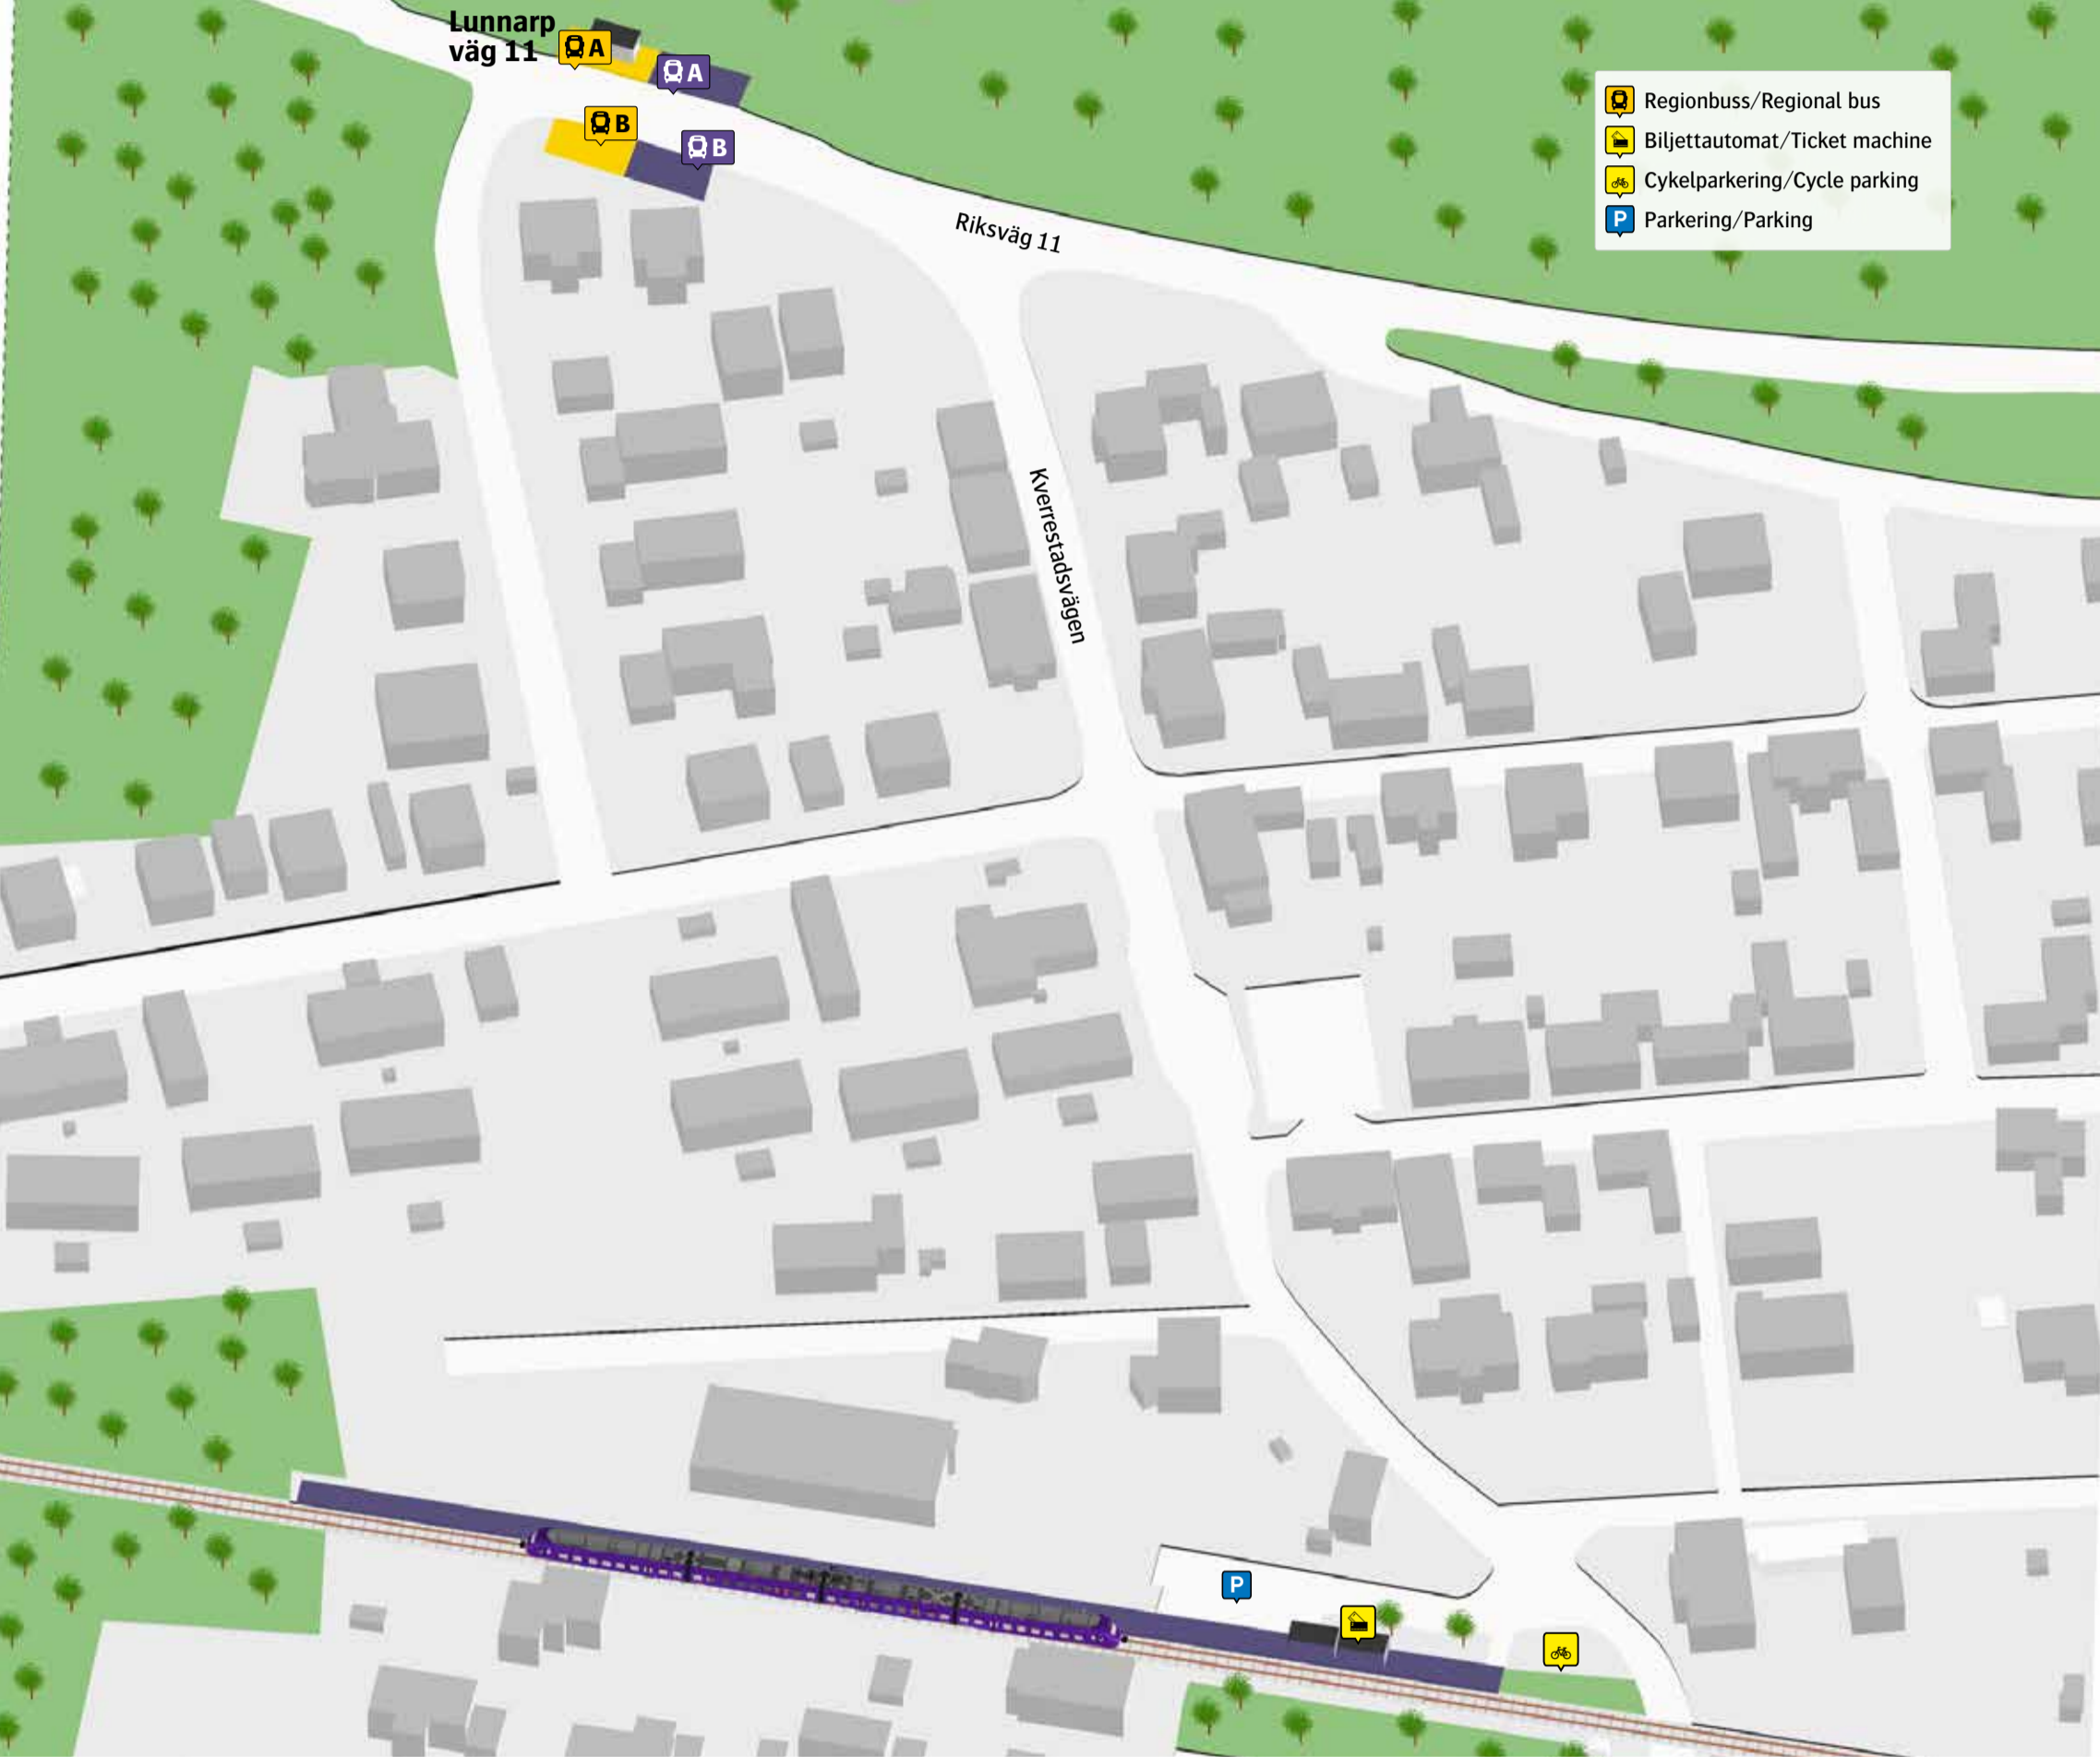 Lunnarp
väg 11
A
A
B
B
Riksväg 11
Kverrestadsvägen
Regionbuss/Regional bus
Biljettautomat/Ticket machine
Cykelparkering/Cycle parking
P Parkering/Parking
P